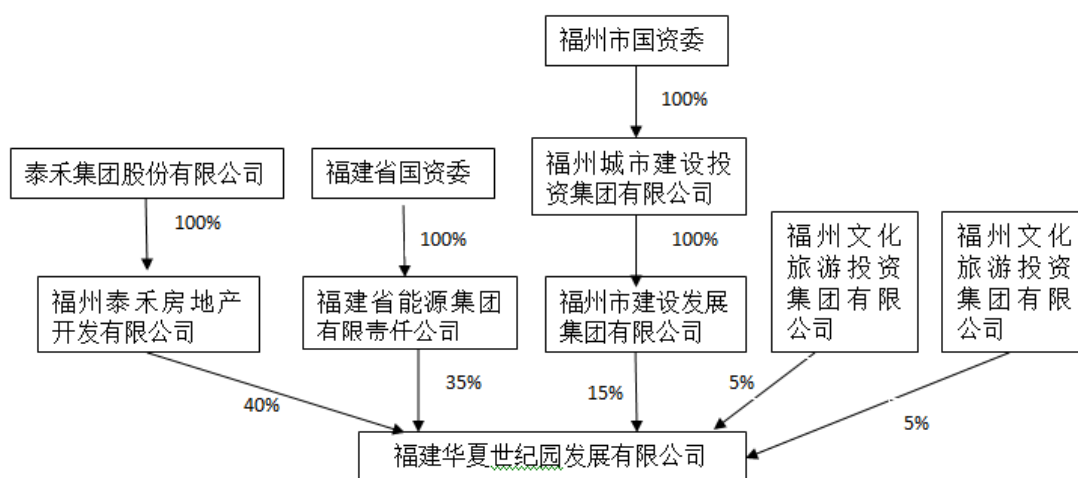 福州市国资委
100%
泰禾集团股份有限公司
福建省国资委
福州城市建设投
资集团有限公司
100%
100%
100%
福州泰禾房地产
开发有限公司
福建省能源集团
有限责任公司
福州市建设发展
集团有限公司
福州文化
旅游投资
集团有限
公司
福州文化
旅游投资
集团有限
公司
40%
35%
15%
5%
5%
福建华夏世纪园发展有限公司